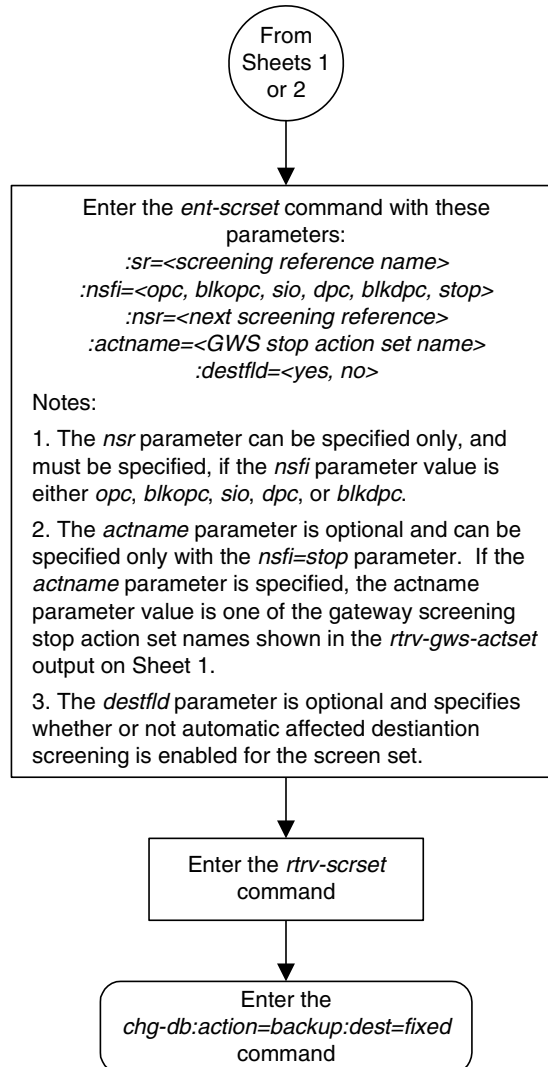 From
Sheets 1
or 2
Enter the ent-scrset command with these
parameters:
:sr=<screening reference name>
:nsfi=<opc, blkopc, sio, dpc, blkdpc, stop>
:nsr=<next screening reference>
:actname=<GWS stop action set name>
:destfld=<yes, no>
Notes:
1. The nsr parameter can be specified only, and
must be specified, if the nsfi parameter value is
either opc, blkopc, sio, dpc, or blkdpc.
2. The actname parameter is optional and can be
specified only with the nsfi=stop parameter.  If the
actname parameter is specified, the actname
parameter value is one of the gateway screening
stop action set names shown in the rtrv-gws-actset
output on Sheet 1.
3. The destfld parameter is optional and specifies
whether or not automatic affected destiantion
screening is enabled for the screen set.
Enter the rtrv-scrset
command
Enter the
chg-db:action=backup:dest=fixed
command